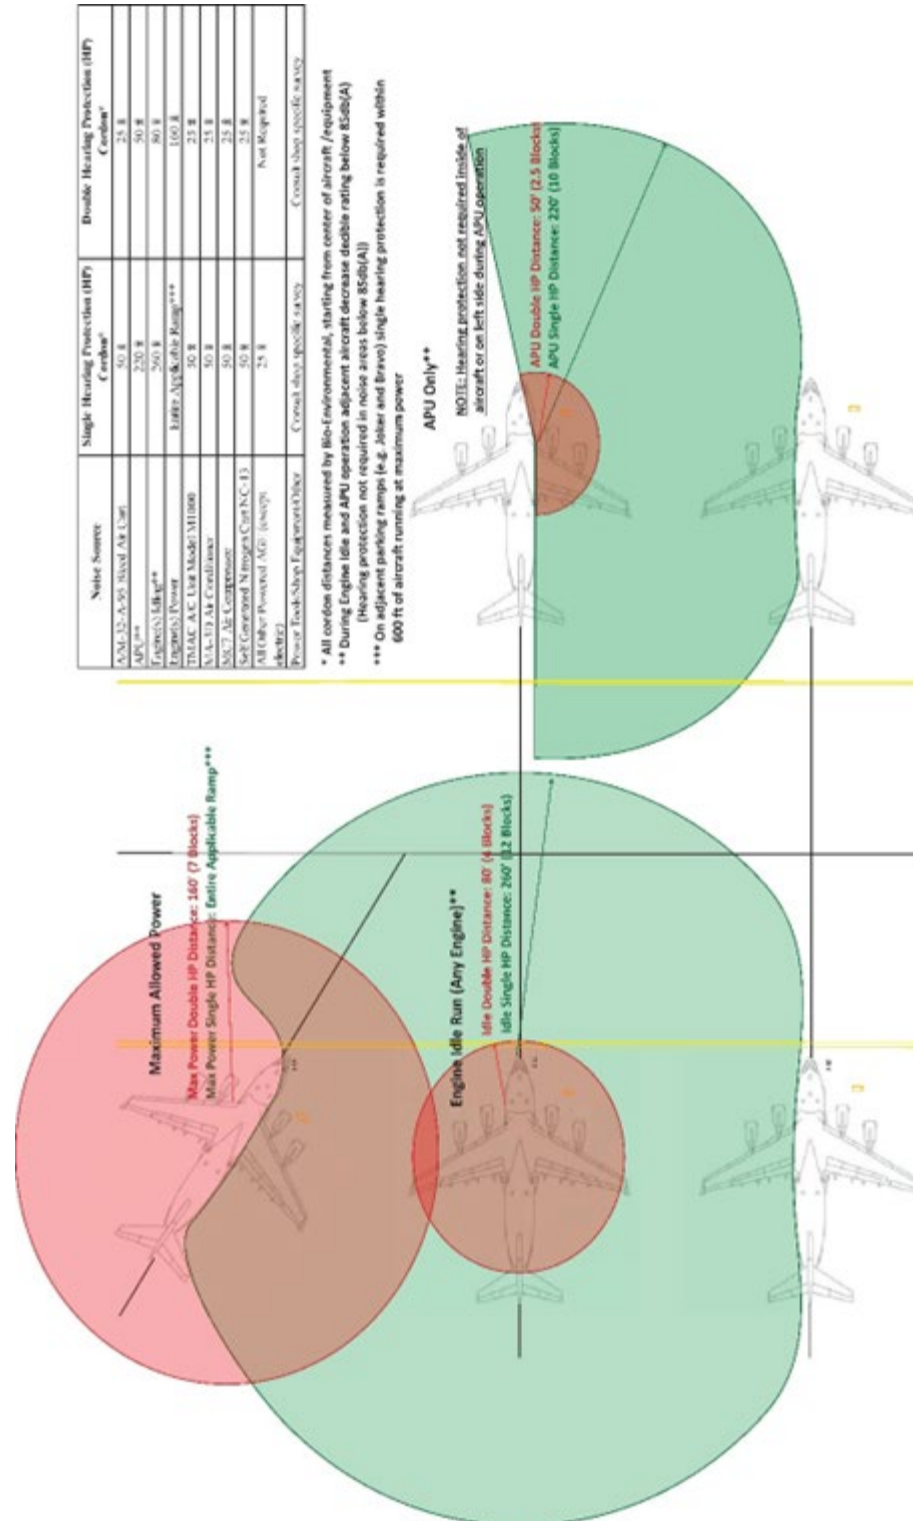 Noise Source
Single Hearing Protection (HP) Cordon*
Double Hearing Protection (HP) Cordon*
A/M-32-A-95 Bleed Air Cart 50 ft 25 ft
APU** 220 ft 50 ft
Engine(s) Idling** 260 ft 80 ft
Engine(s) Power Entire Applicable Ramp*** 160 ft
TMAC A/C Unit Model M1000 50 ft 25 ft
MA-3D Air Conditioner 50 ft 25 ft
MC7 Air Compressor 50 ft 25 ft
Self Generated Nitrogen Cart NC-13 50 ft 25 ft
All Other Powered AGE (except electric) 25 ft Not Required
Power Tools/Shop Equipment/Other Consult shop specific survey Consult shop specific survey
* All cordon distances measured by Bio-Environmental, starting from center of aircraft /equipment
** During Engine Idle and APU operation adjacent aircraft decrease decible rating below 85db(A)
(Hearing protection not required in noise areas below 85db(A))
*** On adjacent parking ramps (e.g. Joker and Bravo) single hearing protection is required within
600 ft of aircraft running at maximum power
Maximum Allowed Power
Max Power Double HP Distance: 160' (7 Blocks)
Max Power Single HP Distance: Entire Applicable Ramp***
APU Only**
NOTE: Hearing protection not required inside of
aircraft or on left side during APU operation
APU Double HP Distance: 50' (2.5 Blocks)
APU Single HP Distance: 220' (10 Blocks)
Engine Idle Run (Any Engine)**
Idle Double HP Distance: 80' (4 Blocks)
Idle Single HP Distance: 260' (12 Blocks)